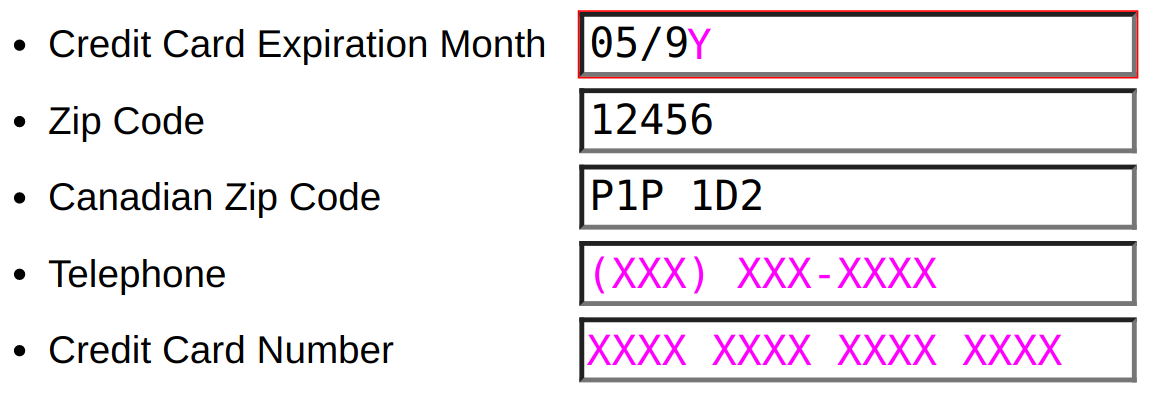 Credit Card Expiration Month 05/9Y
Zip Code 12456
Canadian Zip Code P1P 1D2
Telephone (XXX) XXX-XXXX
Credit Card Number XXXX XXXX XXXX XXXX